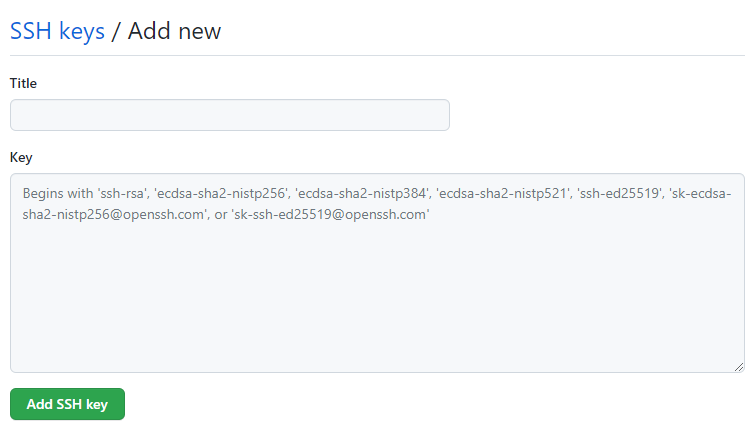 SSH keys / Add new
Title
Key
Begins with 'ssh-rsa', 'ecdsa-sha2-nistp256', 'ecdsa-sha2-nistp384', 'ecdsa-sha2-nistp521', 'ssh-ed25519', 'sk-ecdsa-
sha2-nistp256@openssh.com', or 'sk-ssh-ed25519@openssh.com'
Add SSH key